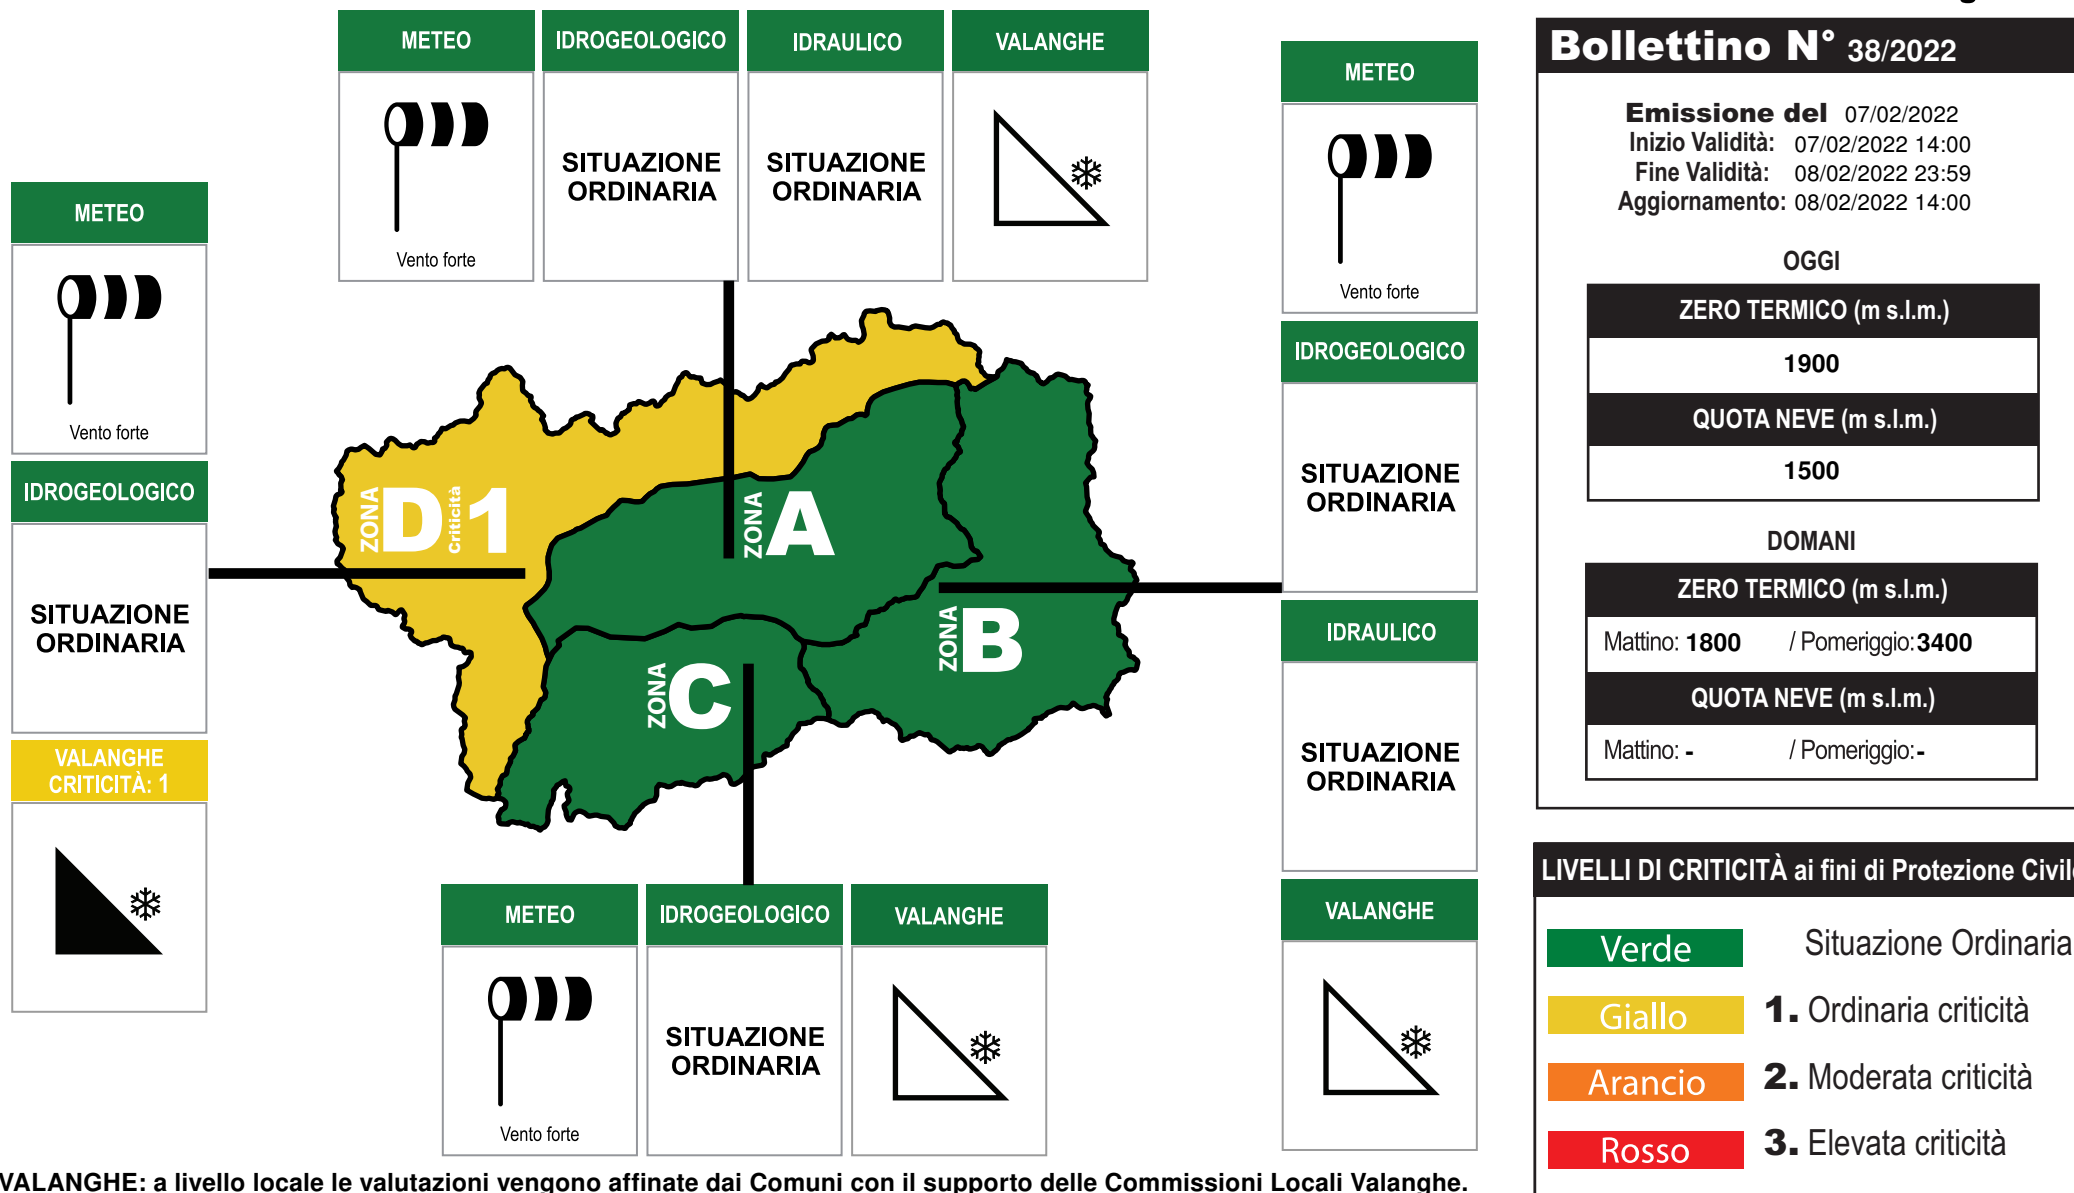 METEO
IDROGEOLOGICO
IDRAULICO
VALANGHE
Vento forte
SITUAZIONE
ORDINARIA
SITUAZIONE
ORDINARIA
METEO
Vento forte
IDROGEOLOGICO
SITUAZIONE
ORDINARIA
VALANGHE
CRITICITÀ: 1
ZONA D Criticità 1
ZONA A
ZONA B
ZONA C
METEO
Vento forte
IDROGEOLOGICO
SITUAZIONE
ORDINARIA
IDRAULICO
SITUAZIONE
ORDINARIA
VALANGHE
METEO
IDROGEOLOGICO
VALANGHE
Vento forte
SITUAZIONE
ORDINARIA
VALANGHE: a livello locale le valutazioni vengono affinate dai Comuni con il supporto delle Commissioni Locali Valanghe.
Bollettino N° 38/2022
Emissione del 07/02/2022
Inizio Validità: 07/02/2022 14:00
Fine Validità: 08/02/2022 23:59
Aggiornamento: 08/02/2022 14:00
OGGI
ZERO TERMICO (m s.l.m.)
1900
QUOTA NEVE (m s.l.m.)
1500
DOMANI
ZERO TERMICO (m s.l.m.)
Mattino: 1800 / Pomeriggio: 3400
QUOTA NEVE (m s.l.m.)
Mattino: - / Pomeriggio: -
LIVELLI DI CRITICITÀ ai fini di Protezione Civile
Verde Situazione Ordinaria
Giallo 1. Ordinaria criticità
Arancio 2. Moderata criticità
Rosso 3. Elevata criticità